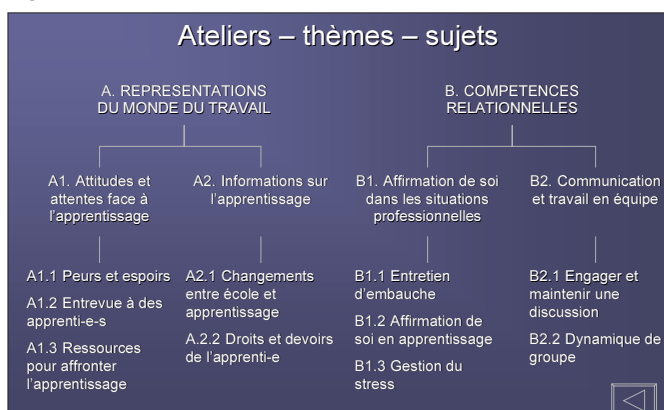 Ateliers – thèmes – sujets
A. REPRESENTATIONS
DU MONDE DU TRAVAIL
B. COMPETENCES
RELATIONNELLES
A1. Attitudes et
attentes face à
l'apprentissage
A2. Informations sur
l'apprentissage
B1. Affirmation de soi
dans les situations
professionnelles
B2. Communication
et travail en équipe
A1.1 Peurs et espoirs
A1.2 Entrevue à des
apprenti-e-s
A1.3 Ressources
pour affronter
l'apprentissage
A2.1 Changements
entre école et
apprentissage
A.2.2 Droits et devoirs
de l'apprenti-e
B1.1 Entretien
d'embauche
B1.2 Affirmation de
soi en apprentissage
B1.3 Gestion du
stress
B2.1 Engager et
maintenir une
discussion
B2.2 Dynamique de
groupe